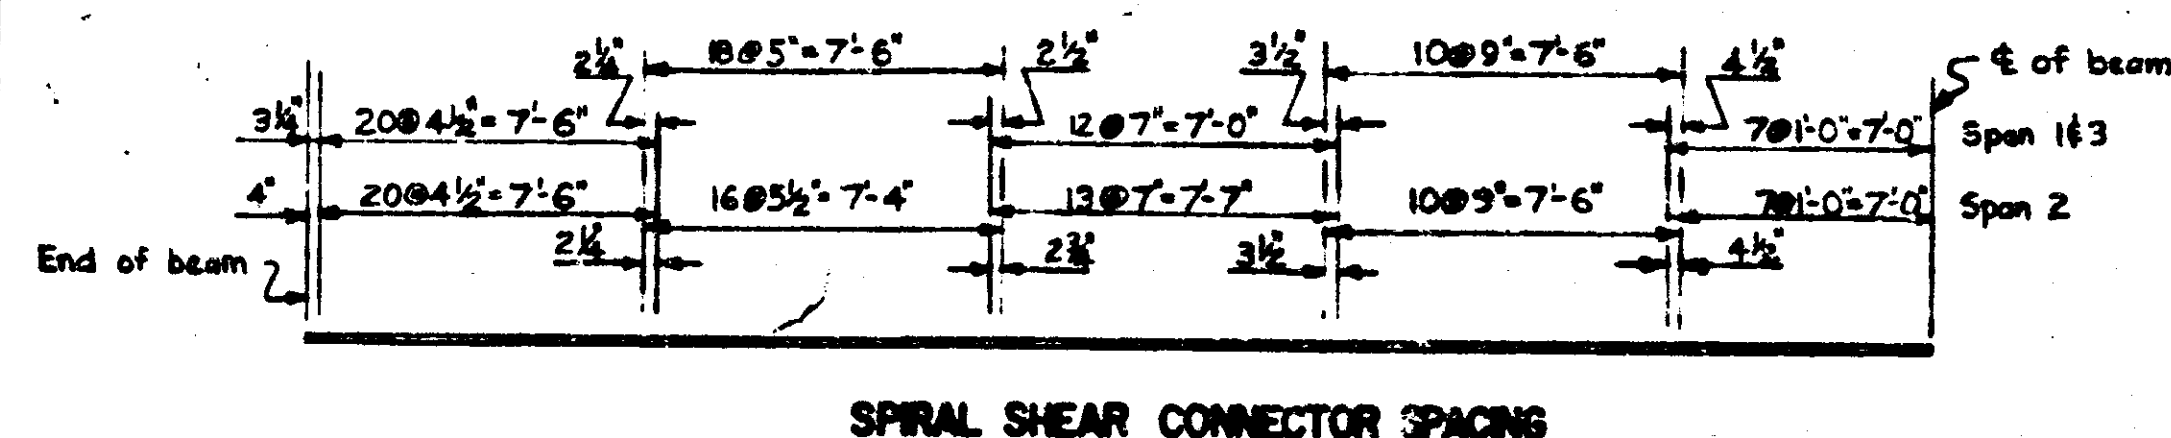 2¼" 18@5"=7'-6" 2½" 3½" 10@9"=7'-6" 4½" ℄ of beam
3¼" 20@4½"=7'-6" 12@7"=7'-0" 7@1'-0"=7'-0" Span 1&3
4" 20@4½"=7'-6" 16@5½"=7'-4" 13@7"=7'-7" 10@9"=7'-6" 7@1'-0"=7'-0" Span 2
End of beam 2¼" 2¾" 3½" 4½"
SPIRAL SHEAR CONNECTOR SPACING